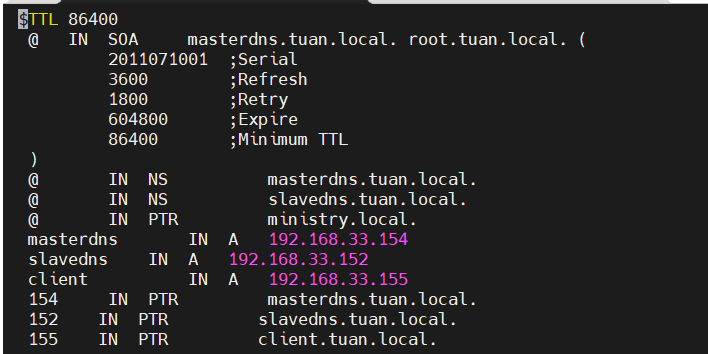 $TTL 86400
@ IN SOA masterdns.tuan.local. root.tuan.local. (
2011071001 ;Serial
3600 ;Refresh
1800 ;Retry
604800 ;Expire
86400 ;Minimum TTL
)
@ IN NS masterdns.tuan.local.
@ IN NS slavedns.tuan.local.
@ IN PTR ministry.local.
masterdns IN A 192.168.33.154
slavedns IN A 192.168.33.152
client IN A 192.168.33.155
154 IN PTR masterdns.tuan.local.
152 IN PTR slavedns.tuan.local.
155 IN PTR client.tuan.local.